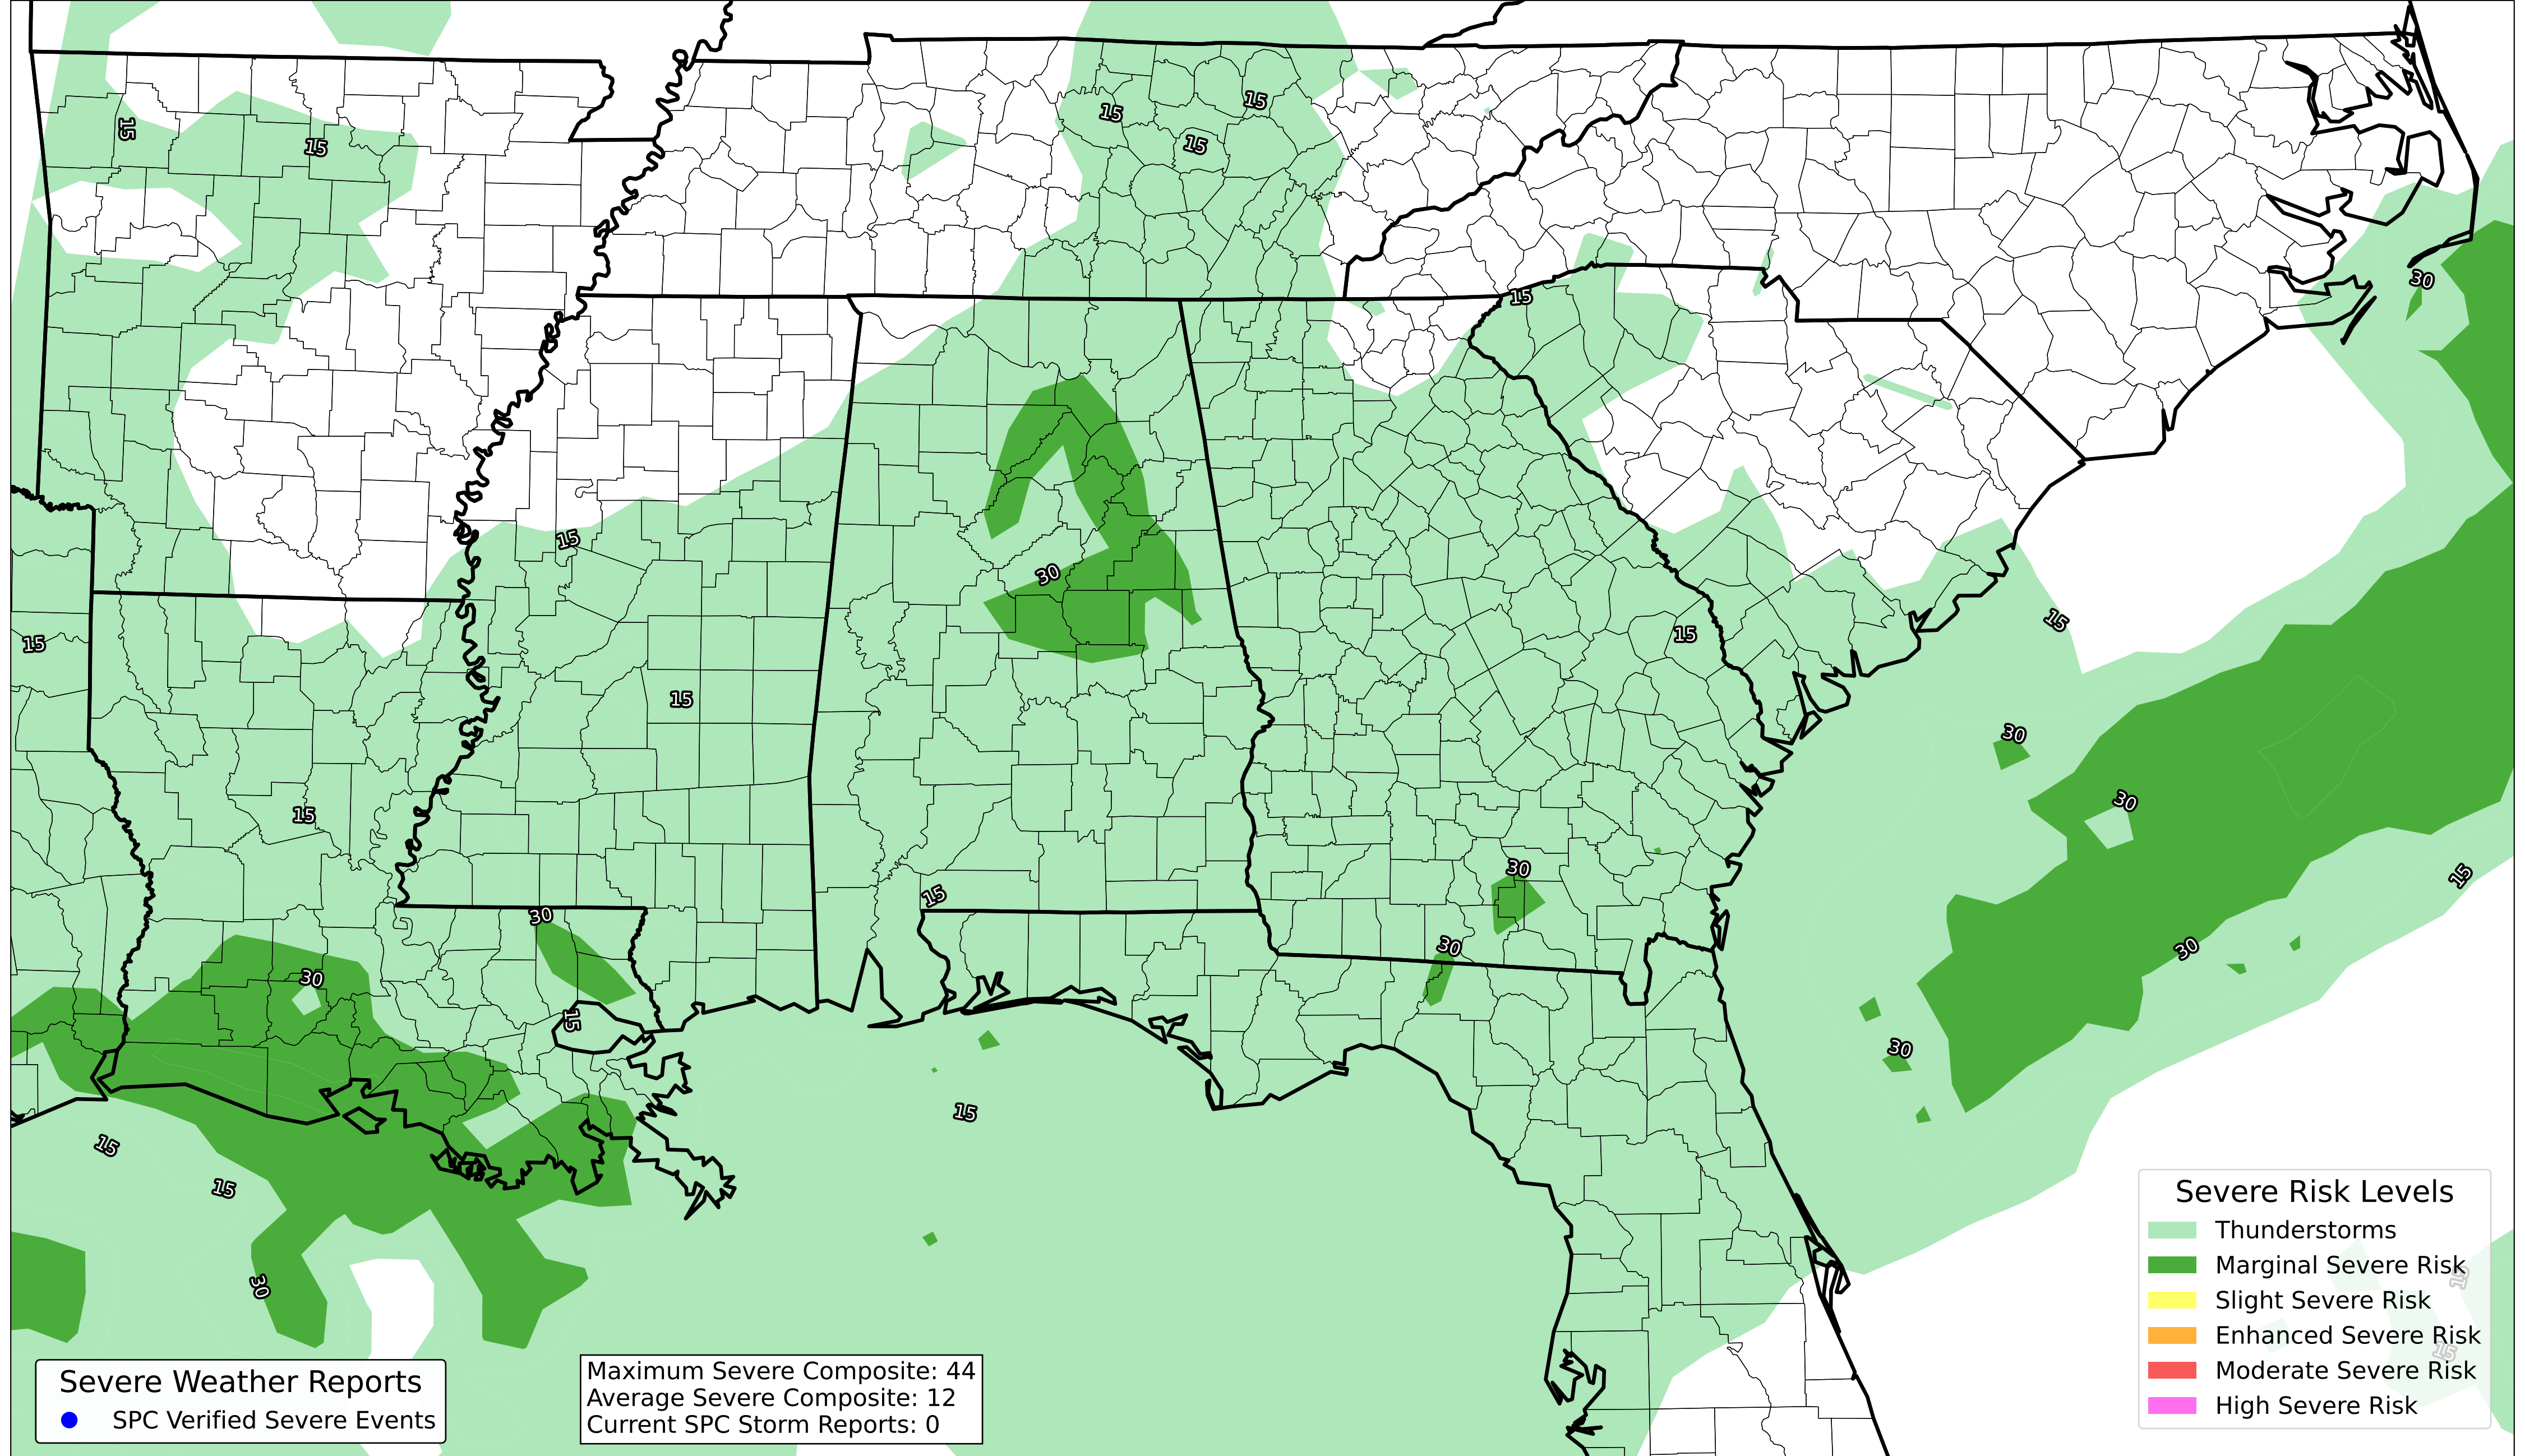 15
15
15
15
15
30
15
15
30
15
15
15
15
30
30
15
30
15
30
30
15
30
30
15
30
30
15
15
15
15
30
15
15
Severe Risk Levels
Thunderstorms
Marginal Severe Risk
Slight Severe Risk
Enhanced Severe Risk
Moderate Severe Risk
High Severe Risk
Severe Weather Reports
SPC Verified Severe Events
Maximum Severe Composite: 44
Average Severe Composite: 12
Current SPC Storm Reports: 0